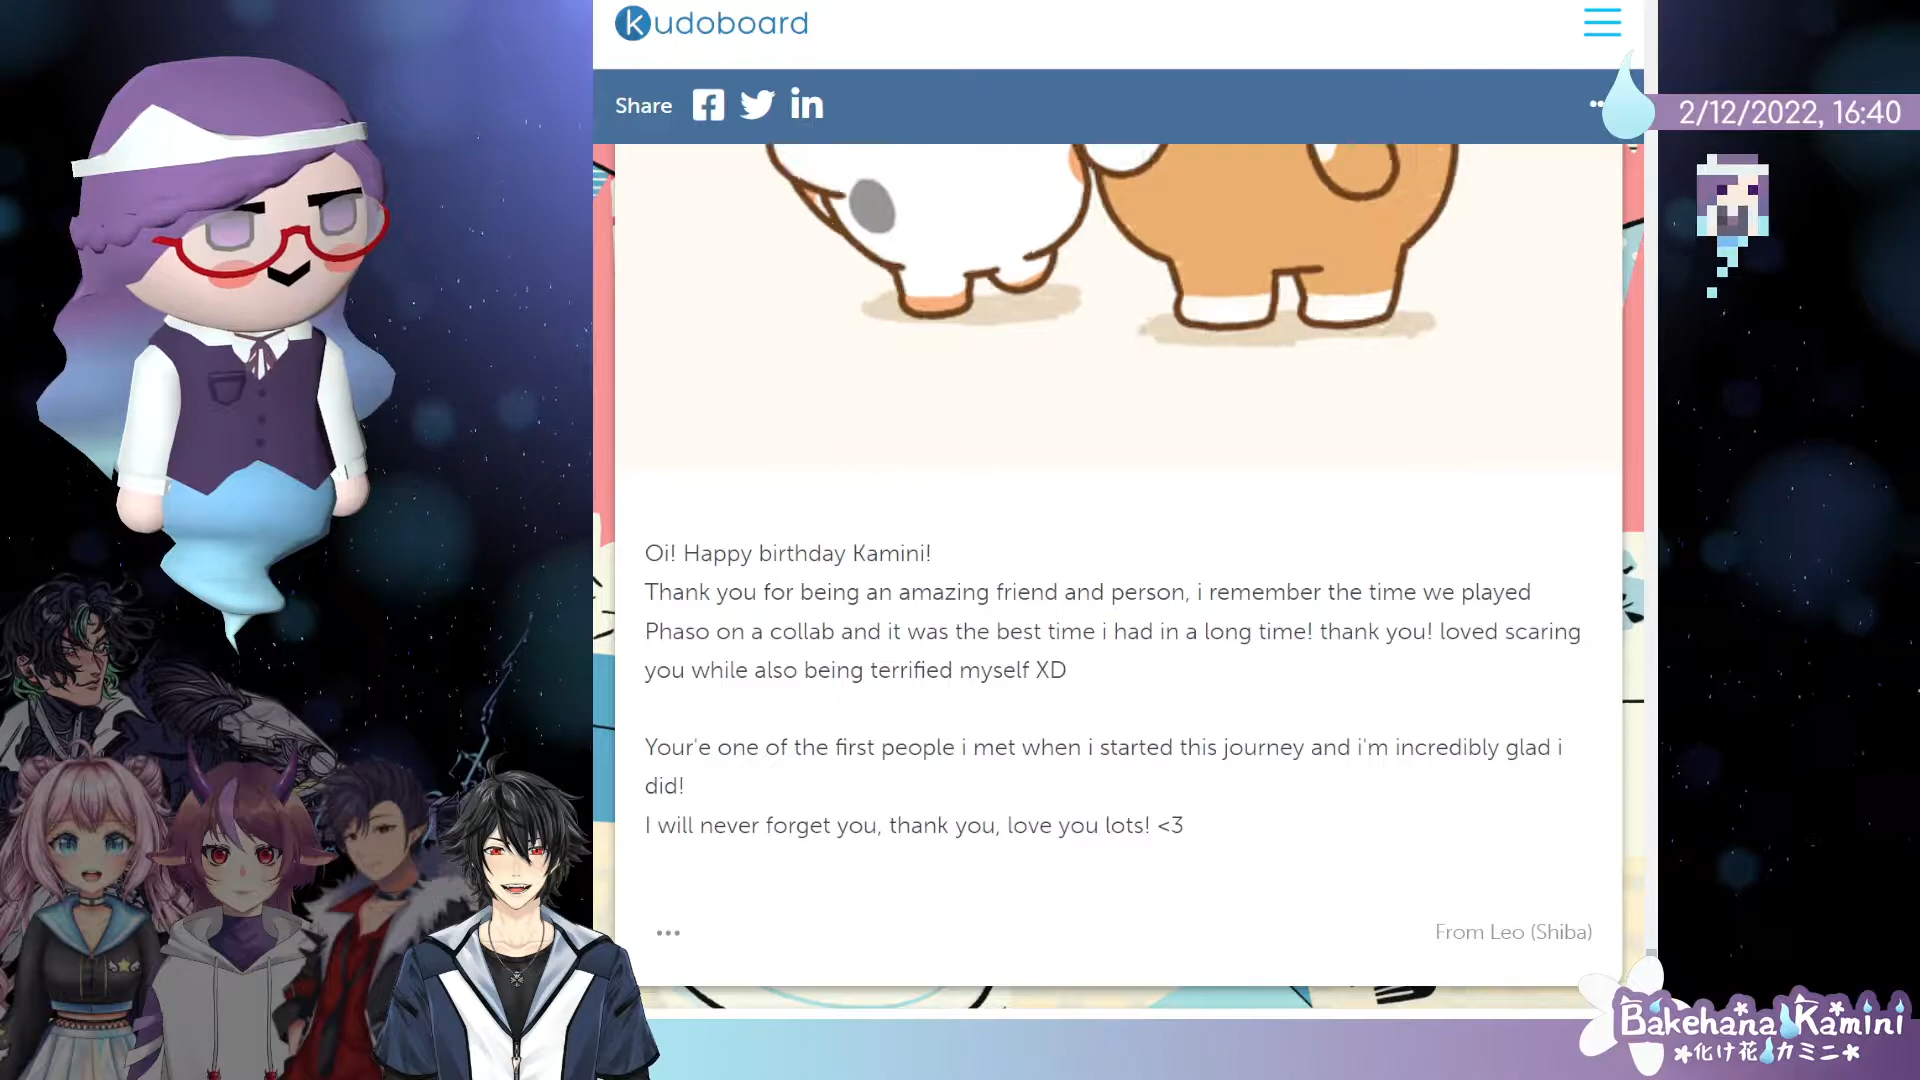 kudoboard
Share
2/12/2022, 16:40
Oi! Happy birthday Kamini!
Thank you for being an amazing friend and person, i remember the time we played
Phaso on a collab and it was the best time i had in a long time! thank you! loved scaring
you while also being terrified myself XD
Your'e one of the first people i met when i started this journey and i'm incredibly glad i
did!
I will never forget you, thank you, love you lots! <3
From Leo (Shiba)
Bakehana Kamini
化け花カミニ